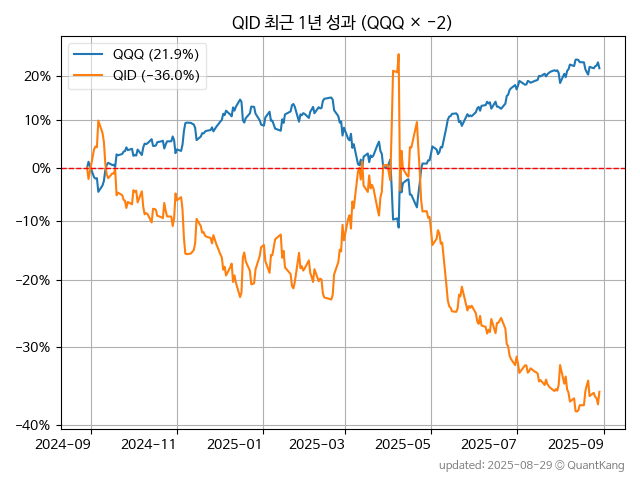 QID 최근 1년 성과 (QQQ × −2)
QQQ (21.9%)
QID (−36.0%)
20%
10%
0%
−10%
−20%
−30%
−40%
2024-09 2024-11 2025-01 2025-03 2025-05 2025-07 2025-09
updated: 2025-08-29 © QuantKang